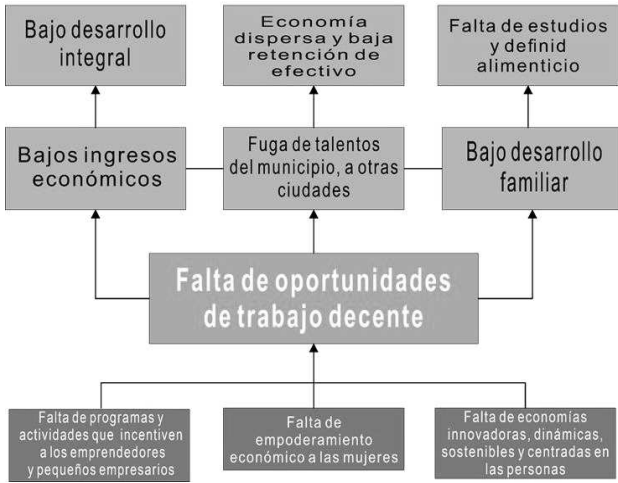 Bajo desarrollo
integral
Economía
dispersa y baja
retención de
efectivo
Falta de estudios
y definid
alimenticio
Bajos ingresos
económicos
Fuga de talentos
del municipio, a otras
ciudades
Bajo desarrollo
familiar
Falta de oportunidades
de trabajo decente
Falta de programas y
actividades que incentiven
a los emprendedores
y pequeños empresarios
Falta de
empoderamiento
económico a las mujeres
Falta de economías
innovadoras, dinámicas,
sostenibles y centradas en
las personas